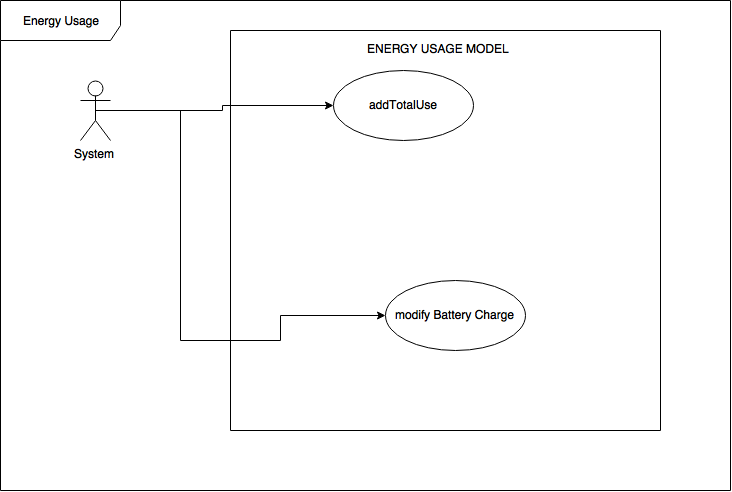 Energy Usage
ENERGY USAGE MODEL
addTotalUse
System
modify Battery Charge